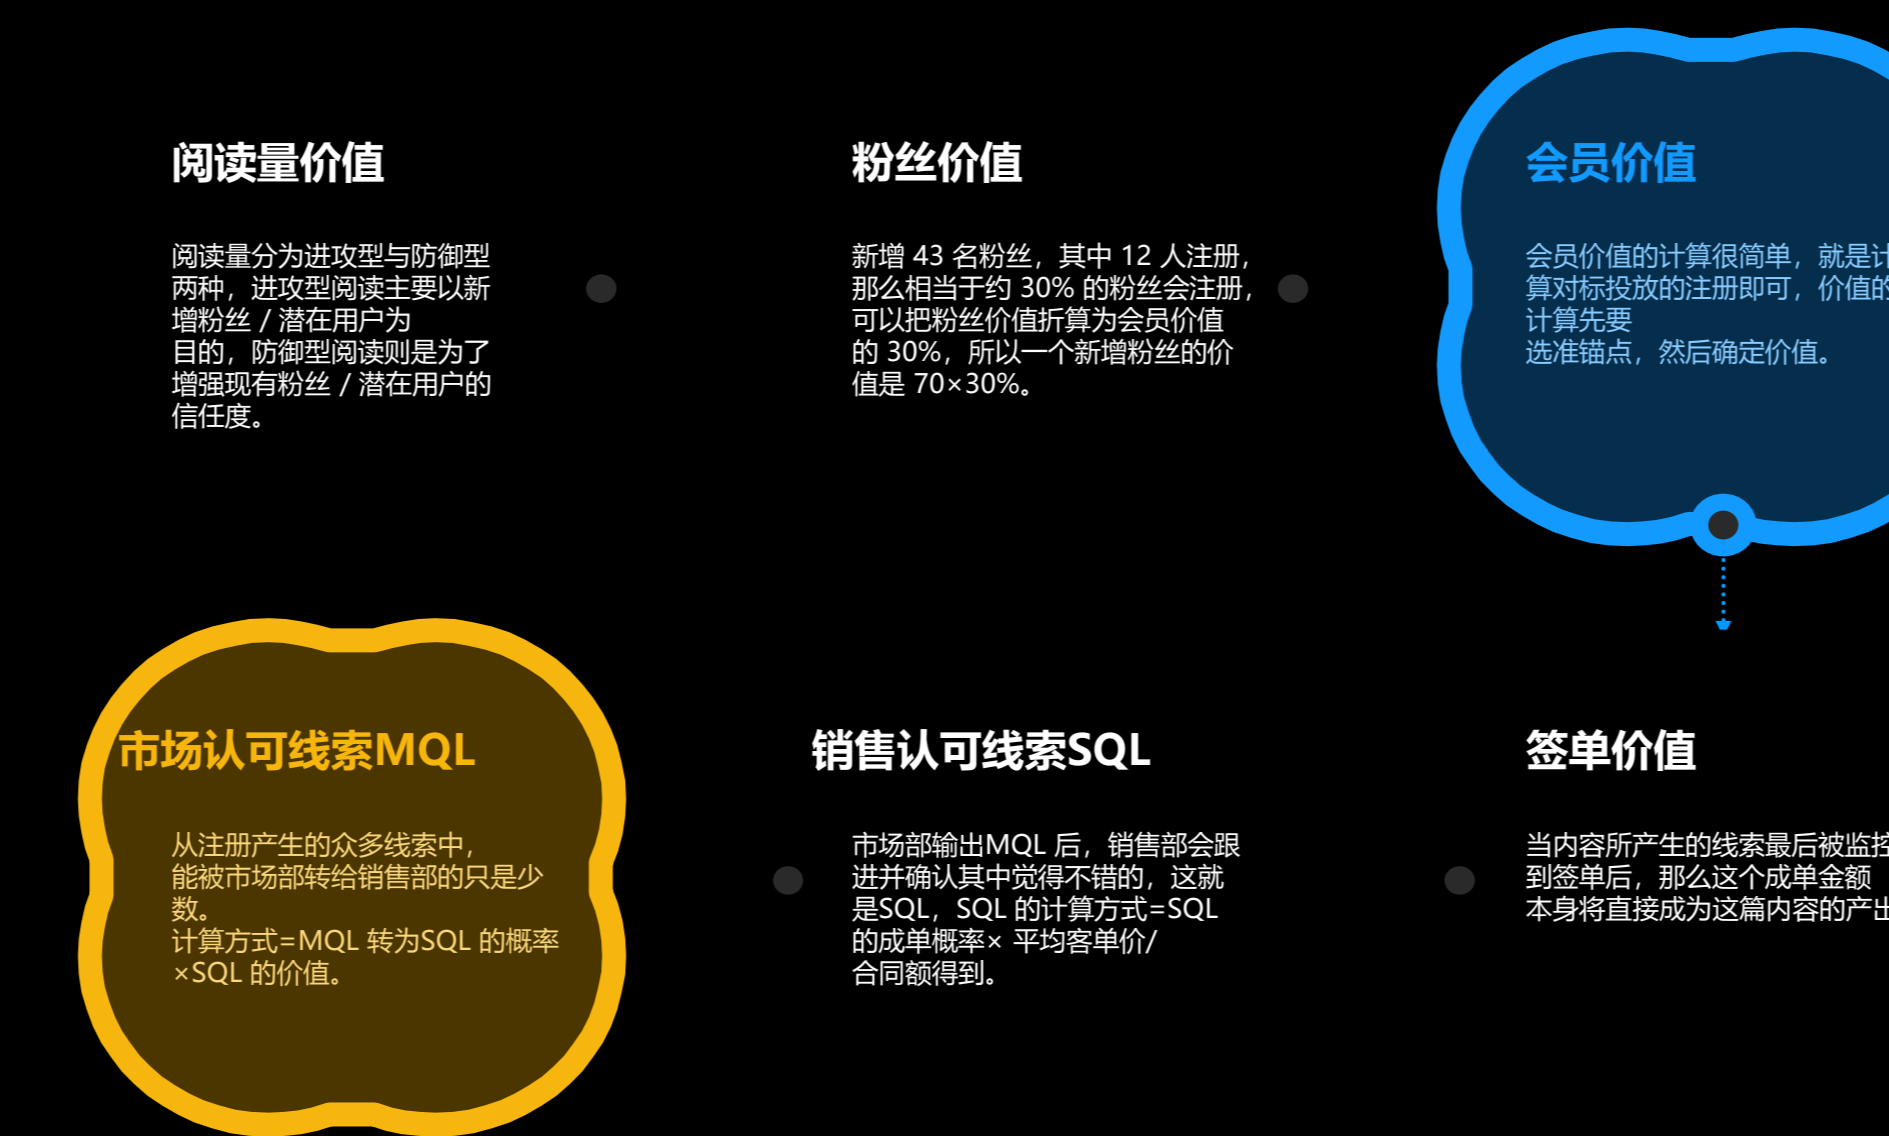 阅读量价值
阅读量分为进攻型与防御型
两种，进攻型阅读主要以新
增粉丝 / 潜在用户为
目的，防御型阅读则是为了
增强现有粉丝 / 潜在用户的
信任度。
粉丝价值
新增 43 名粉丝，其中 12 人注册，
那么相当于约 30% 的粉丝会注册，
可以把粉丝价值折算为会员价值
的 30%，所以一个新增粉丝的价
值是 70×30%。
会员价值
会员价值的计算很简单，就是计
算对标投放的注册即可，价值的
计算先要
选准锚点，然后确定价值。
市场认可线索MQL
从注册产生的众多线索中，
能被市场部转给销售部的只是少
数。
计算方式=MQL 转为SQL 的概率
×SQL 的价值。
销售认可线索SQL
市场部输出MQL 后，销售部会跟
进并确认其中觉得不错的，这就
是SQL，SQL 的计算方式=SQL
的成单概率× 平均客单价/
合同额得到。
签单价值
当内容所产生的线索最后被监控
到签单后，那么这个成单金额
本身将直接成为这篇内容的产出